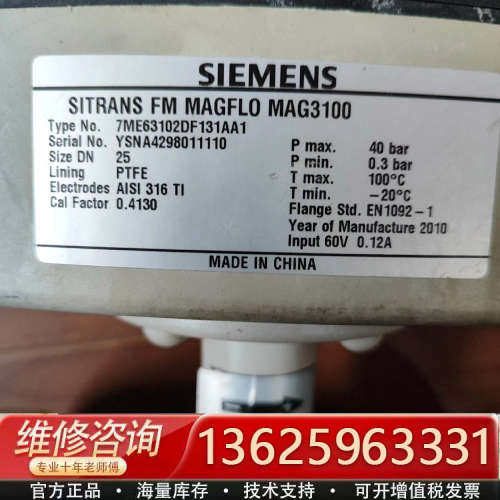 SIEMENS
SITRANS FM MAGFLO MAG3100
Type No. 7ME63102DF131AA1
Serial No. YSNA4298011110
Size DN 25
Lining PTFE
Electrodes AISI 316 TI
Cal Factor 0.4130
P max. 40 bar
P min. 0.3 bar
T max. 100°C
T min. -20°C
Flange Std. EN1092-1
Year of Manufacture 2010
Input 60V 0.12A
MADE IN CHINA
维修咨询 13625963331
专业十年老师傅
官方正品 · 海量库存 · 技术支持 · 可开增值税发票